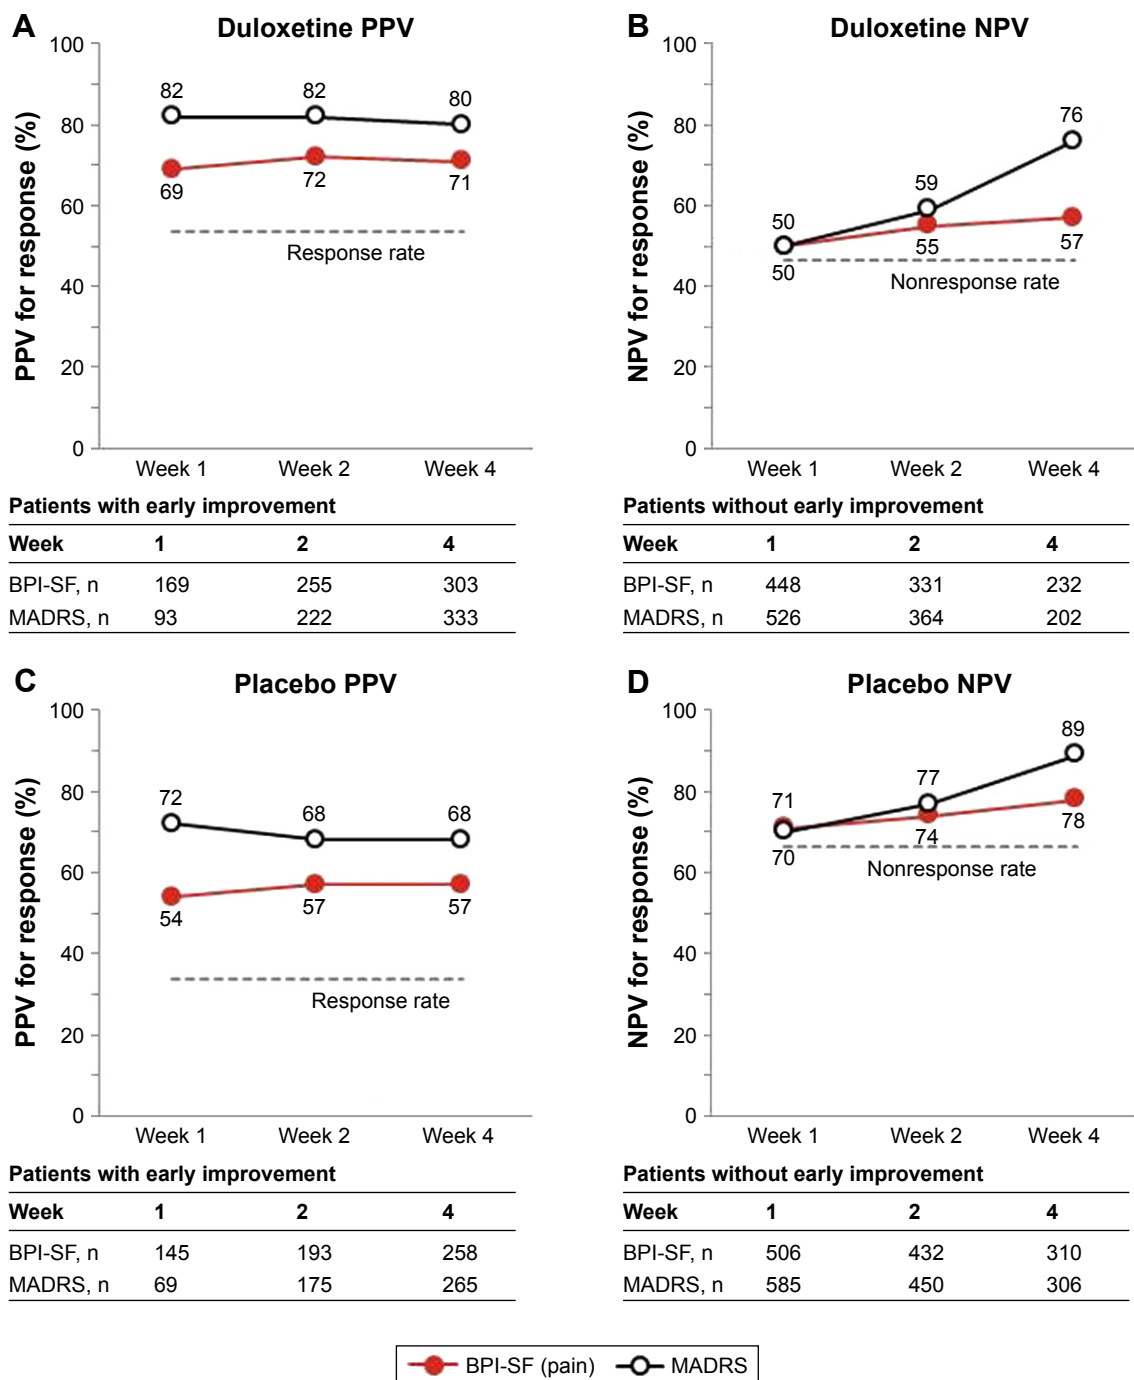 A Duloxetine PPV
PPV for response (%)
100
80
60
40
20
0
82 82 80
69 72 71
Response rate
Week 1 Week 2 Week 4
Patients with early improvement
Week 1 2 4
BPI-SF, n 169 255 303
MADRS, n 93 222 333
B Duloxetine NPV
NPV for response (%)
100
80
60
40
20
0
50 59 76
50 55 57
Nonresponse rate
Week 1 Week 2 Week 4
Patients without early improvement
Week 1 2 4
BPI-SF, n 448 331 232
MADRS, n 526 364 202
C Placebo PPV
PPV for response (%)
100
80
60
40
20
0
72 68 68
54 57 57
Response rate
Week 1 Week 2 Week 4
Patients with early improvement
Week 1 2 4
BPI-SF, n 145 193 258
MADRS, n 69 175 265
D Placebo NPV
NPV for response (%)
100
80
60
40
20
0
71 77 89
70 74 78
Nonresponse rate
Week 1 Week 2 Week 4
Patients without early improvement
Week 1 2 4
BPI-SF, n 506 432 310
MADRS, n 585 450 306
BPI-SF (pain) MADRS